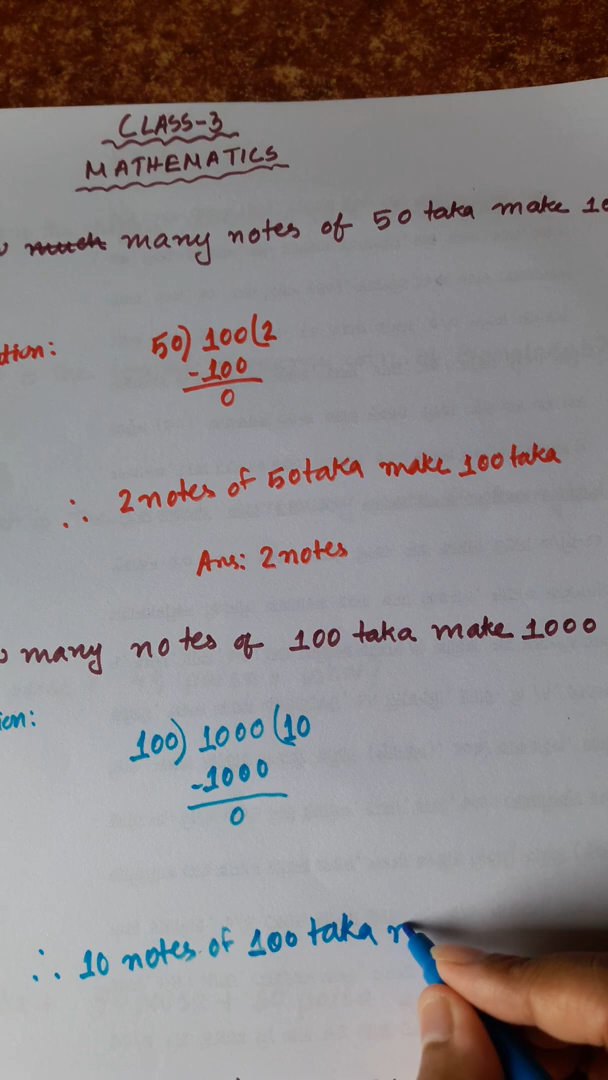 CLASS-3
MATHEMATICS
much many notes of 50 taka make
50) 100 (2
-100
0
∴ 2 notes of 50 taka make 100 taka
Ans: 2 notes
many notes of 100 taka make 1000
100) 1000 (10
-1000
0
∴ 10 notes of 100 taka